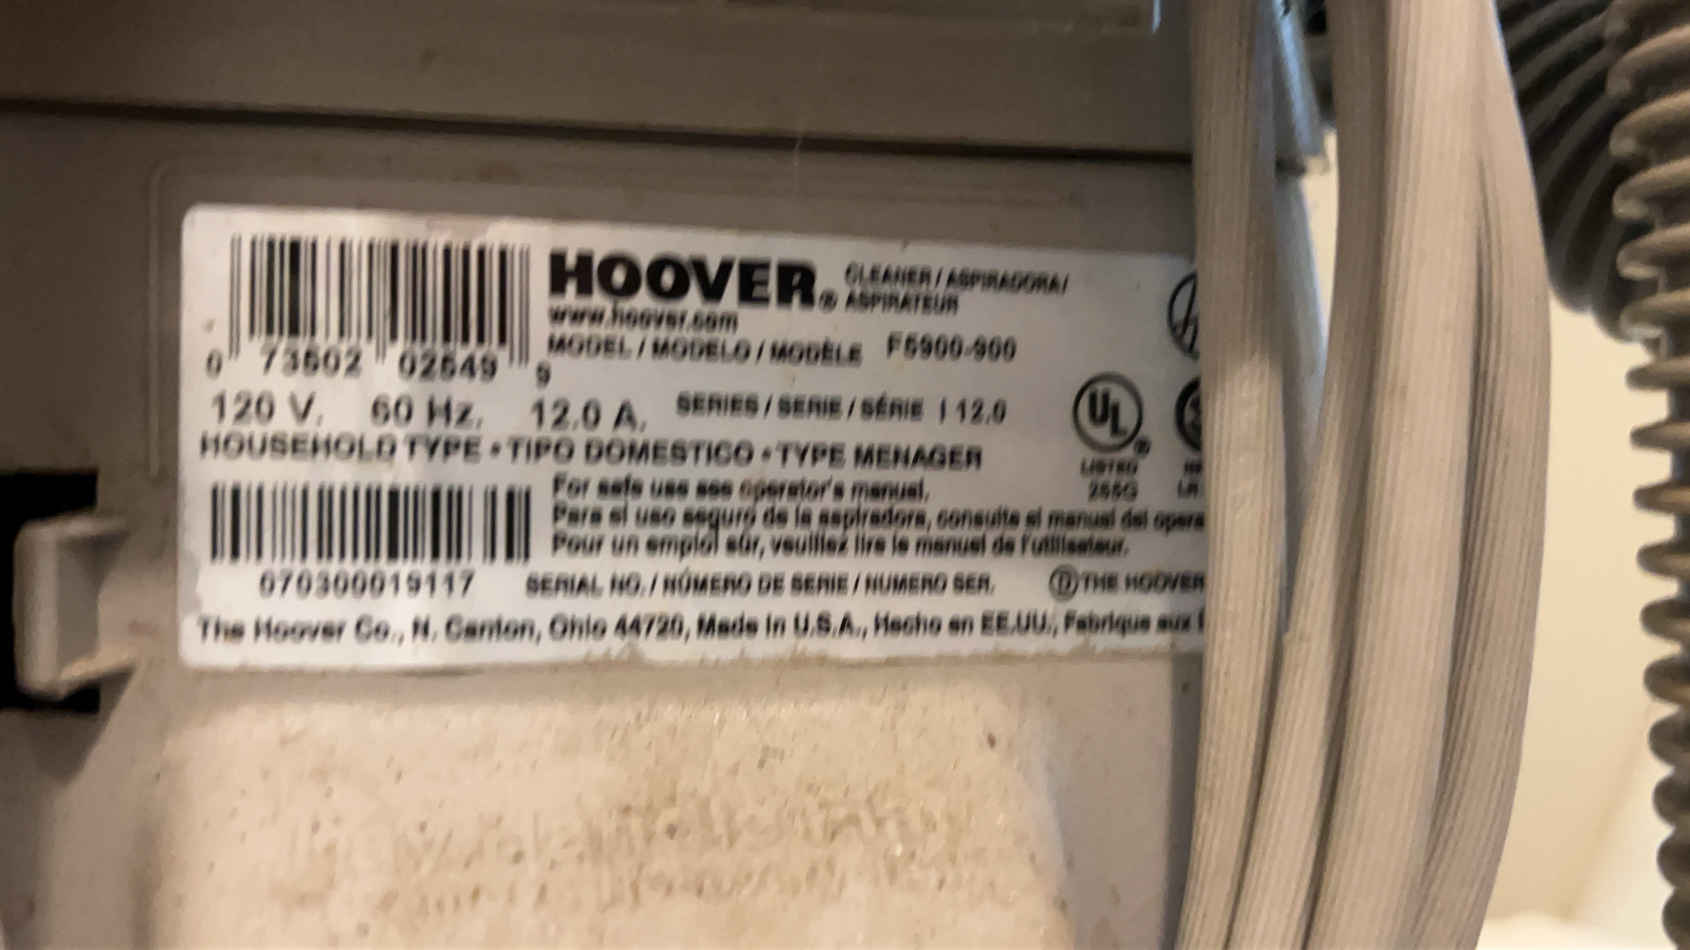 HOOVER® CLEANER / ASPIRADORA /
ASPIRATEUR
www.hoover.com
MODEL / MODELO / MODÈLE F5900-900
0 73502 02549 9
120 V. 60 Hz. 12.0 A. SERIES / SERIE / SÉRIE | 12.0
HOUSEHOLD TYPE • TIPO DOMESTICO • TYPE MENAGER
UL®
LISTED
255G
For safe use see operator's manual.
Para el uso seguro de la aspiradora, consulte el manual del opera
Pour un emploi sûr, veuillez lire le manuel de l'utilisateur.
070300019117 SERIAL NO. / NÚMERO DE SERIE / NUMERO SER. THE HOOVER
The Hoover Co., N. Canton, Ohio 44720, Made in U.S.A., Hecho en EE.UU., Fabrique aux